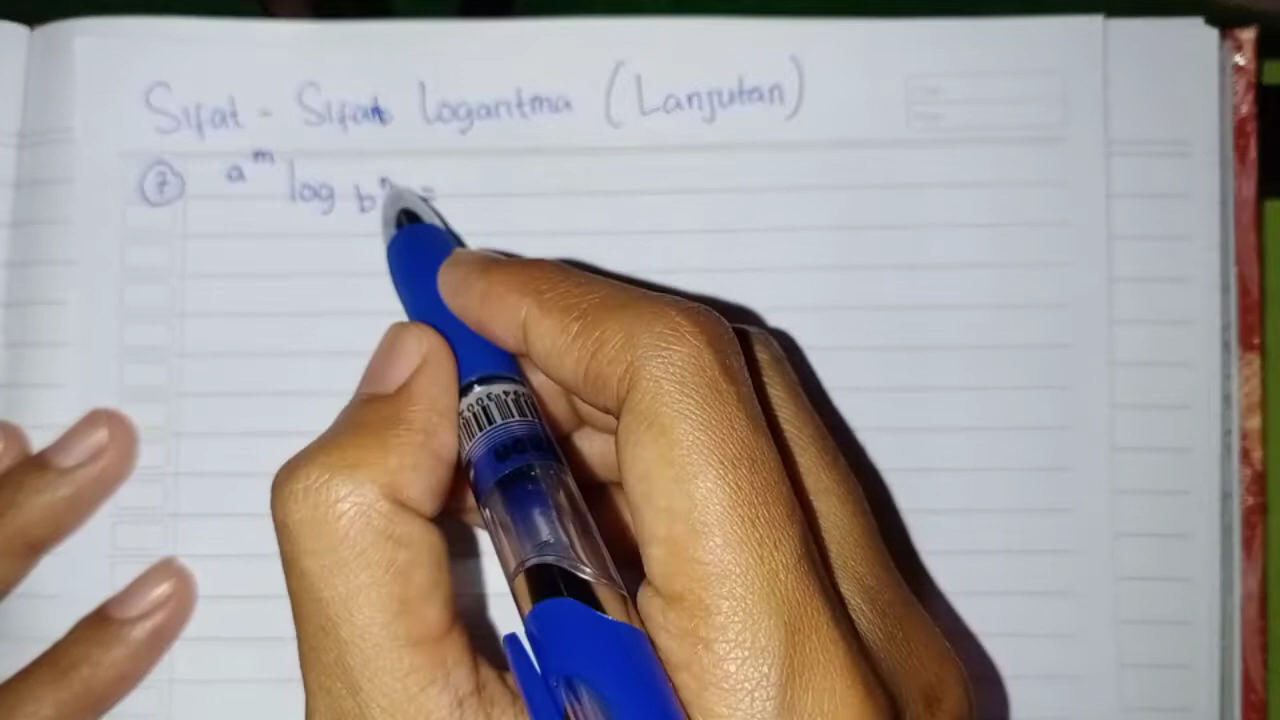 Sifat - Sifat Logaritma (Lanjutan)
⑦ a^m log b^n =